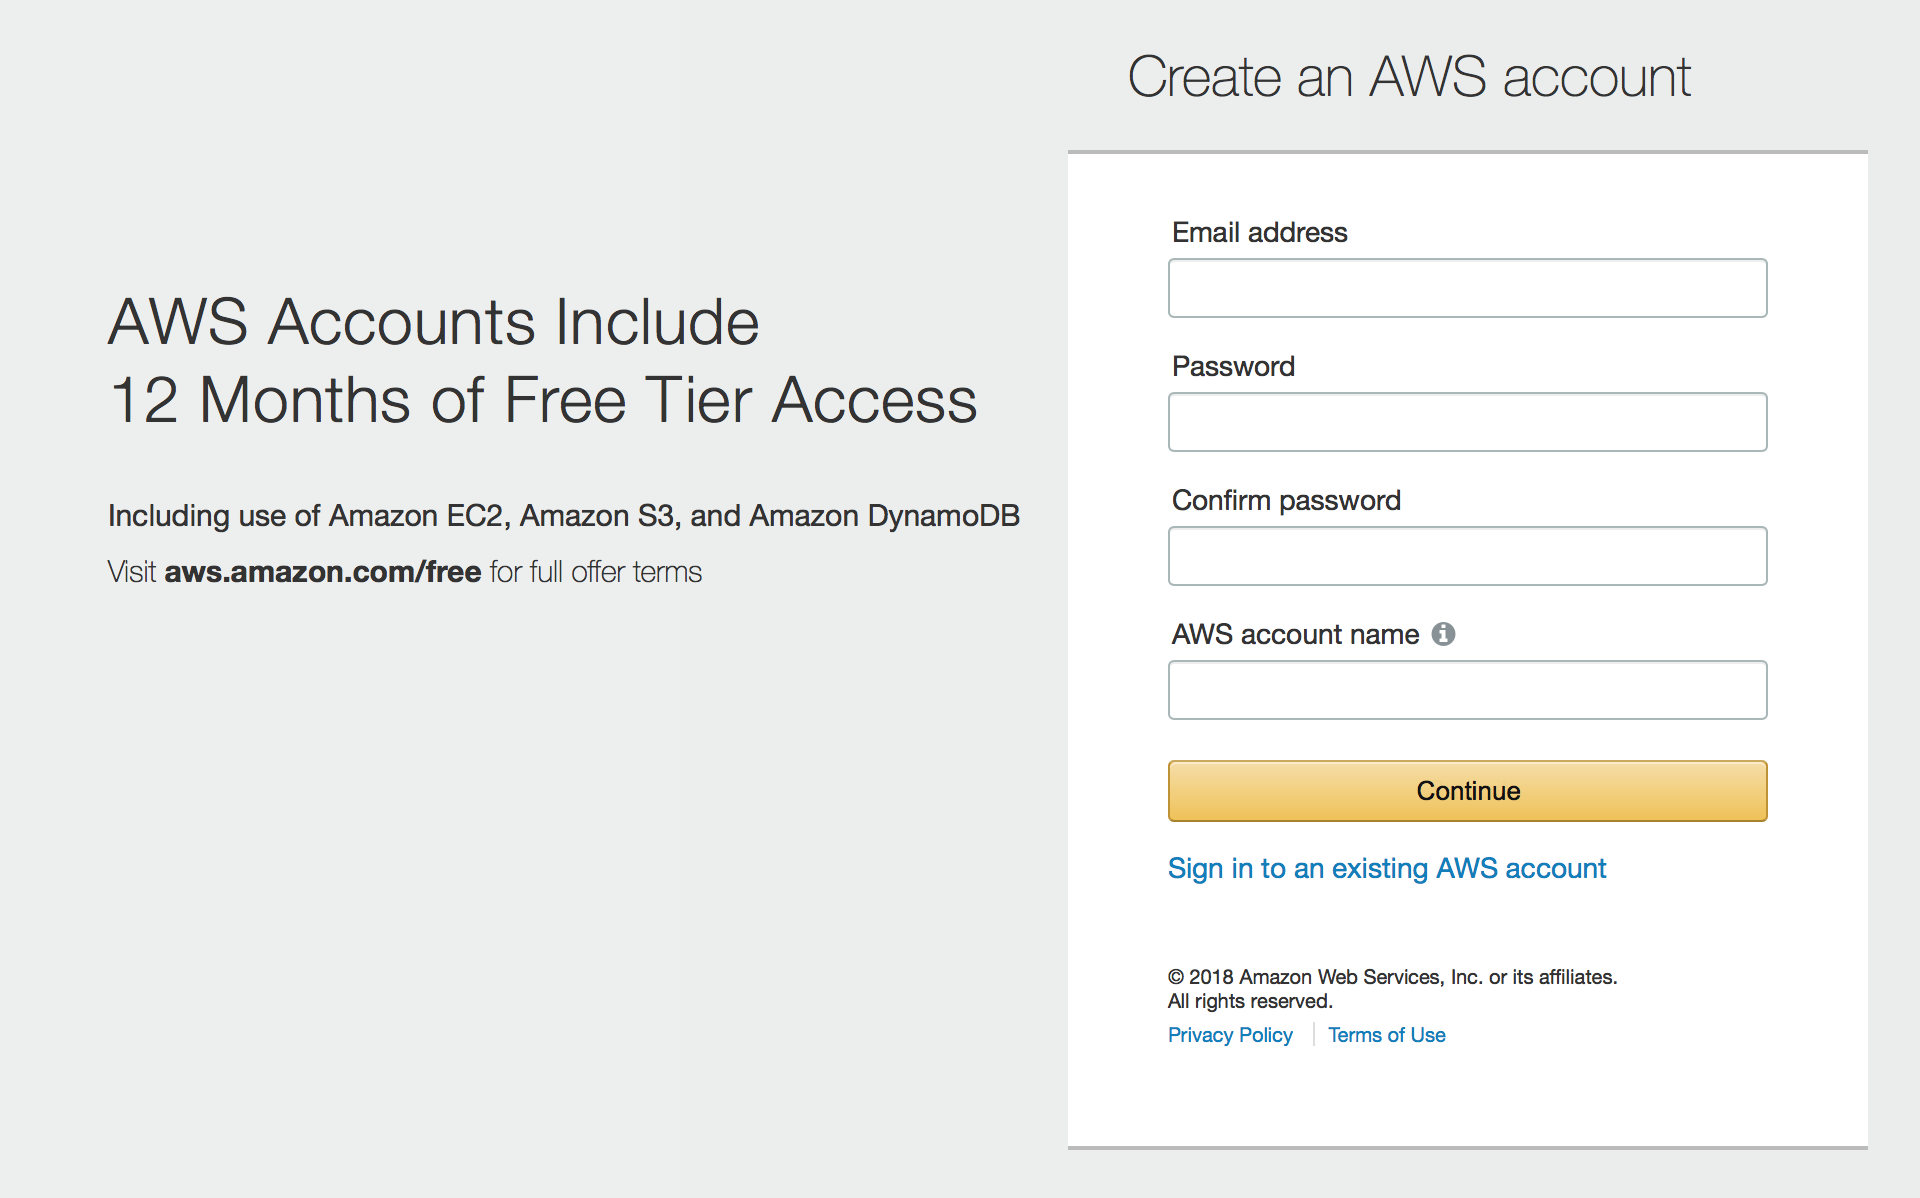 Create an AWS account
AWS Accounts Include
12 Months of Free Tier Access
Including use of Amazon EC2, Amazon S3, and Amazon DynamoDB
Visit aws.amazon.com/free for full offer terms
Email address
Password
Confirm password
AWS account name
Continue
Sign in to an existing AWS account
© 2018 Amazon Web Services, Inc. or its affiliates.
All rights reserved.
Privacy Policy | Terms of Use